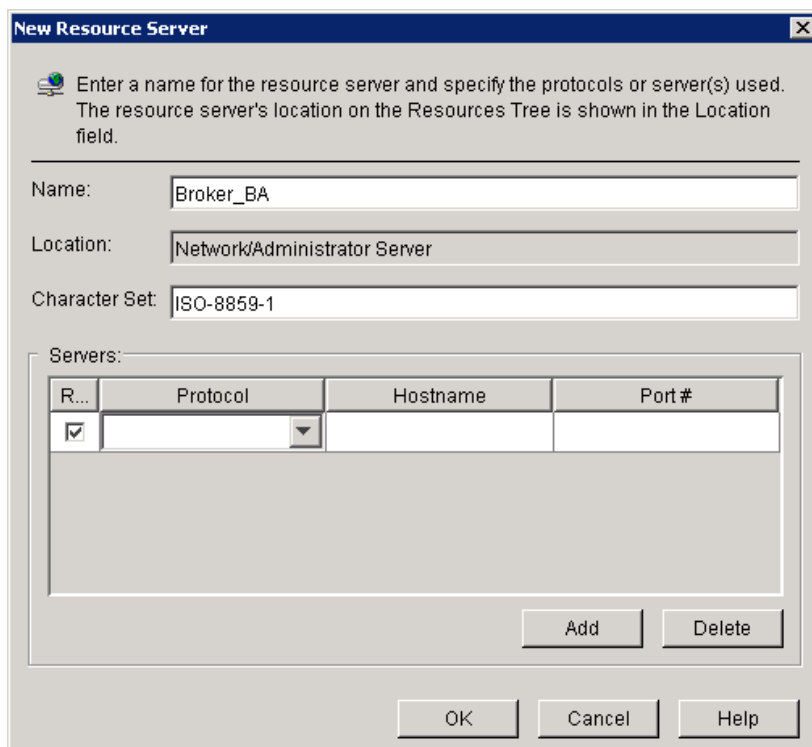 New Resource Server
Enter a name for the resource server and specify the protocols or server(s) used.
The resource server's location on the Resources Tree is shown in the Location
field.
Name: Broker_BA
Location: Network/Administrator Server
Character Set: ISO-8859-1
Servers:
R... Protocol Hostname Port #
Add Delete
OK Cancel Help